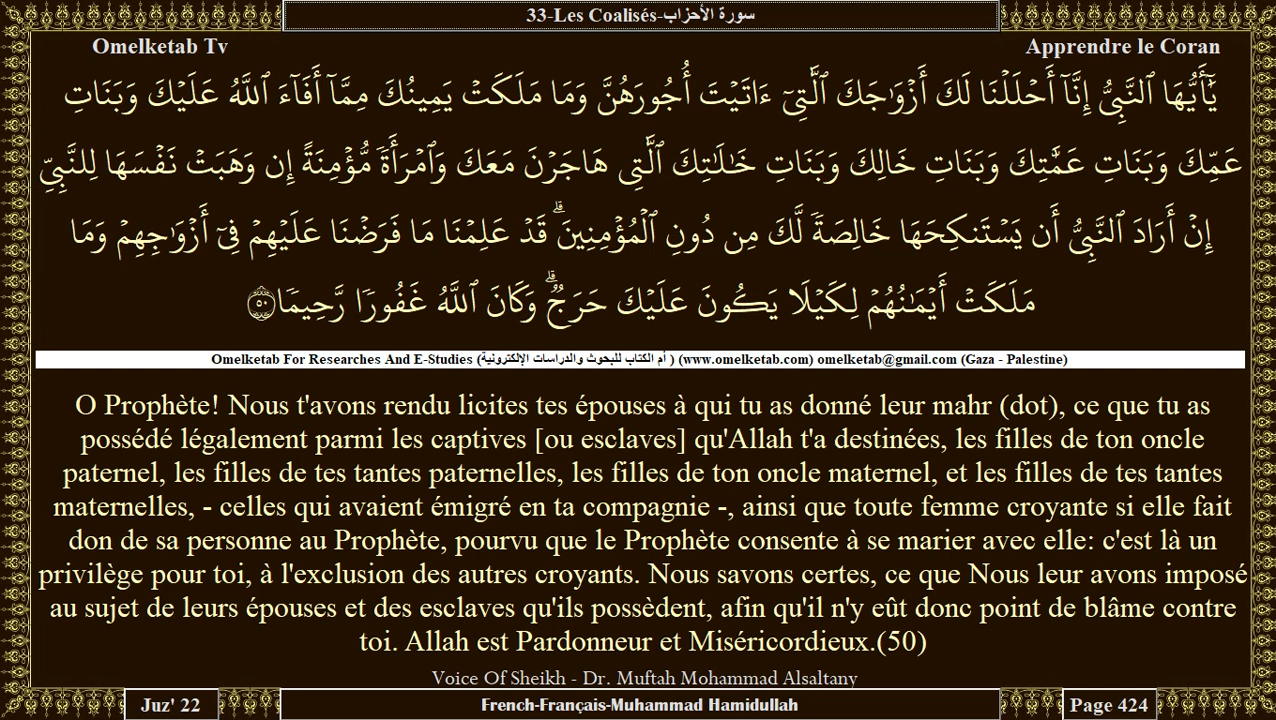 33-Les Coalisés-سورة الأحزاب
Omelketab Tv
Apprendre le Coran
يَٰٓأَيُّهَا ٱلنَّبِيُّ إِنَّآ أَحۡلَلۡنَا لَكَ أَزۡوَٰجَكَ ٱلَّٰتِيٓ ءَاتَيۡتَ أُجُورَهُنَّ وَمَا مَلَكَتۡ يَمِينُكَ مِمَّآ أَفَآءَ ٱللَّهُ عَلَيۡكَ وَبَنَاتِ
عَمِّكَ وَبَنَاتِ عَمَّٰتِكَ وَبَنَاتِ خَالِكَ وَبَنَاتِ خَٰلَٰتِكَ ٱلَّٰتِي هَاجَرۡنَ مَعَكَ وَٱمۡرَأَةٗ مُّؤۡمِنَةً إِن وَهَبَتۡ نَفۡسَهَا لِلنَّبِيِّ
إِنۡ أَرَادَ ٱلنَّبِيُّ أَن يَسۡتَنكِحَهَا خَالِصَةٗ لَّكَ مِن دُونِ ٱلۡمُؤۡمِنِينَۗ قَدۡ عَلِمۡنَا مَا فَرَضۡنَا عَلَيۡهِمۡ فِيٓ أَزۡوَٰجِهِمۡ وَمَا
مَلَكَتۡ أَيۡمَٰنُهُمۡ لِكَيۡلَا يَكُونَ عَلَيۡكَ حَرَجٞۗ وَكَانَ ٱللَّهُ غَفُورٗا رَّحِيمٗا ٥٠
Omelketab For Researches And E-Studies (أم الكتاب للبحوث والدراسات الإلكترونية ) (www.omelketab.com) omelketab@gmail.com (Gaza - Palestine)
O Prophète! Nous t'avons rendu licites tes épouses à qui tu as donné leur mahr (dot), ce que tu as
possédé légalement parmi les captives [ou esclaves] qu'Allah t'a destinées, les filles de ton oncle
paternel, les filles de tes tantes paternelles, les filles de ton oncle maternel, et les filles de tes tantes
maternelles, - celles qui avaient émigré en ta compagnie -, ainsi que toute femme croyante si elle fait
don de sa personne au Prophète, pourvu que le Prophète consente à se marier avec elle: c'est là un
privilège pour toi, à l'exclusion des autres croyants. Nous savons certes, ce que Nous leur avons imposé
au sujet de leurs épouses et des esclaves qu'ils possèdent, afin qu'il n'y eût donc point de blâme contre
toi. Allah est Pardonneur et Miséricordieux.(50)
Voice Of Sheikh - Dr. Muftah Mohammad Alsaltany
Juz' 22
French-Français-Muhammad Hamidullah
Page 424